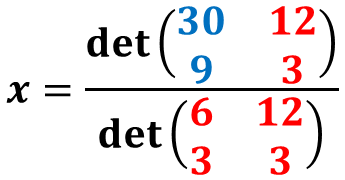 x = det(30 12
9 3)
det(6 12
3 3)